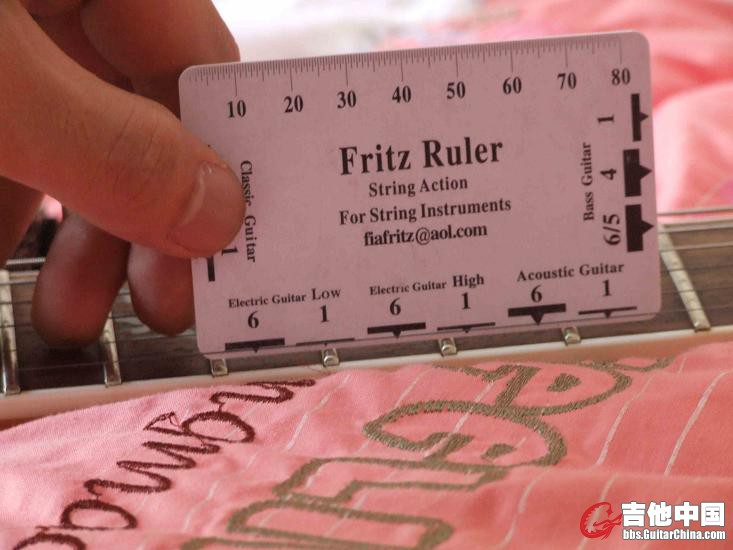 10 20 30 40 50 60 70 80
Fritz Ruler
String Action
For String Instruments
fiafritz@aol.com
Classic Guitar
1
Bass Guitar
6/5 4 1
Electric Guitar Low
6 1
Electric Guitar High
6 1
Acoustic Guitar
6 1
吉他中国
bbs.GuitarChina.com